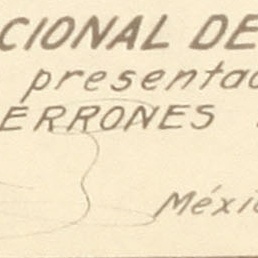 CIONAL DE
presentad
ERRONES
Méxic